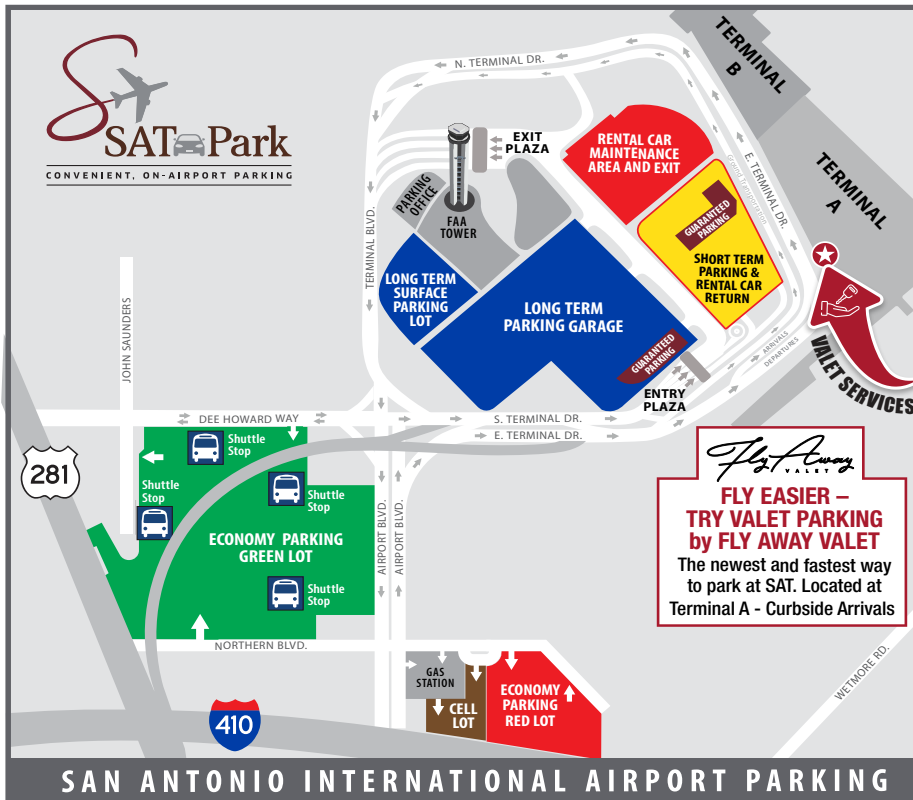 S
SAT Park
CONVENIENT, ON-AIRPORT PARKING
N. TERMINAL DR.
TERMINAL
B
TERMINAL
A
EXIT
PLAZA
RENTAL CAR
MAINTENANCE
AREA AND EXIT
E. TERMINAL DR.
Ground Transportation
PARKING
OFFICE
FAA
TOWER
GUARANTEED
PARKING
SHORT TERM
PARKING &
RENTAL CAR
RETURN
TERMINAL BLVD.
LONG TERM
SURFACE
PARKING
LOT
LONG TERM
PARKING GARAGE
GUARANTEED
PARKING
ENTRY
PLAZA
ARRIVALS
DEPARTURES
VALET SERVICES
JOHN SAUNDERS
DEE HOWARD WAY
S. TERMINAL DR.
E. TERMINAL DR.
281
Shuttle
Stop
Shuttle
Stop
Shuttle
Stop
ECONOMY PARKING
GREEN LOT
Shuttle
Stop
AIRPORT BLVD.
AIRPORT BLVD.
Fly Away
VALET
FLY EASIER –
TRY VALET PARKING
by FLY AWAY VALET
The newest and fastest way
to park at SAT. Located at
Terminal A - Curbside Arrivals
NORTHERN BLVD.
WETMORE RD.
GAS
STATION
CELL
LOT
ECONOMY
PARKING
RED LOT
410
SAN ANTONIO INTERNATIONAL AIRPORT PARKING